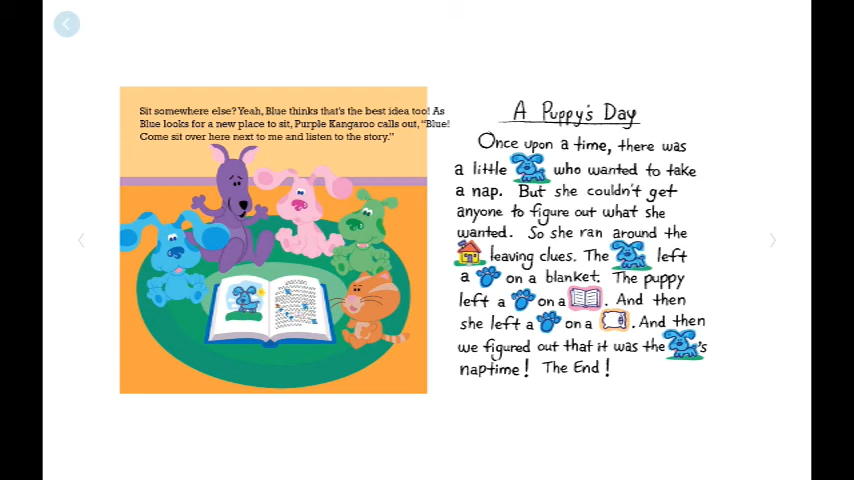 Sit somewhere else? Yeah, Blue thinks that's the best idea too! As
Blue looks for a new place to sit, Purple Kangaroo calls out, "Blue!
Come sit over here next to me and listen to the story."
A Puppy's Day
Once upon a time, there was
a little who wanted to take
a nap. But she couldn't get
anyone to figure out what she
wanted. So she ran around the
leaving clues. The left
a on a blanket. The puppy
left a on a . And then
she left a on a . And then
we figured out that it was the 's
naptime! The End!